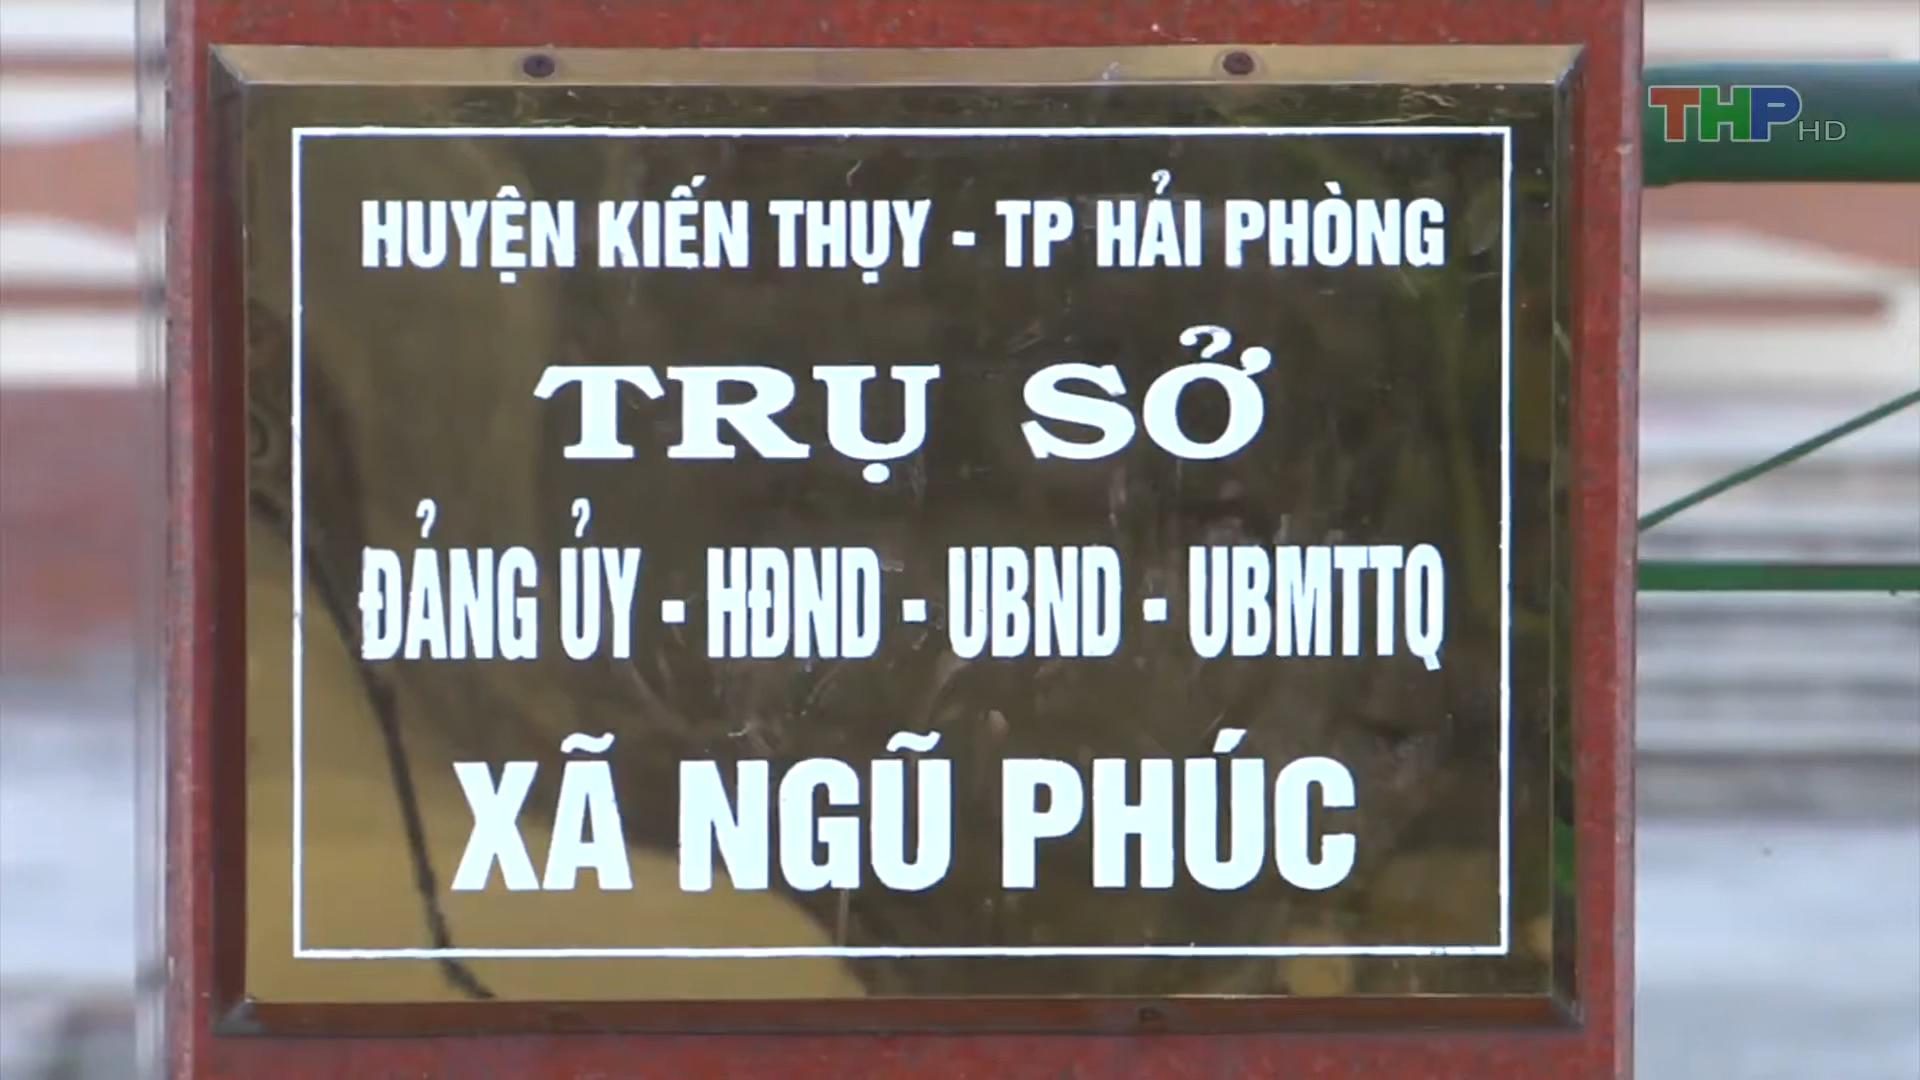 THP HD
HUYỆN KIẾN THỤY - TP HẢI PHÒNG
TRỤ SỞ
ĐẢNG ỦY - HĐND - UBND - UBMTTQ
XÃ NGŨ PHÚC